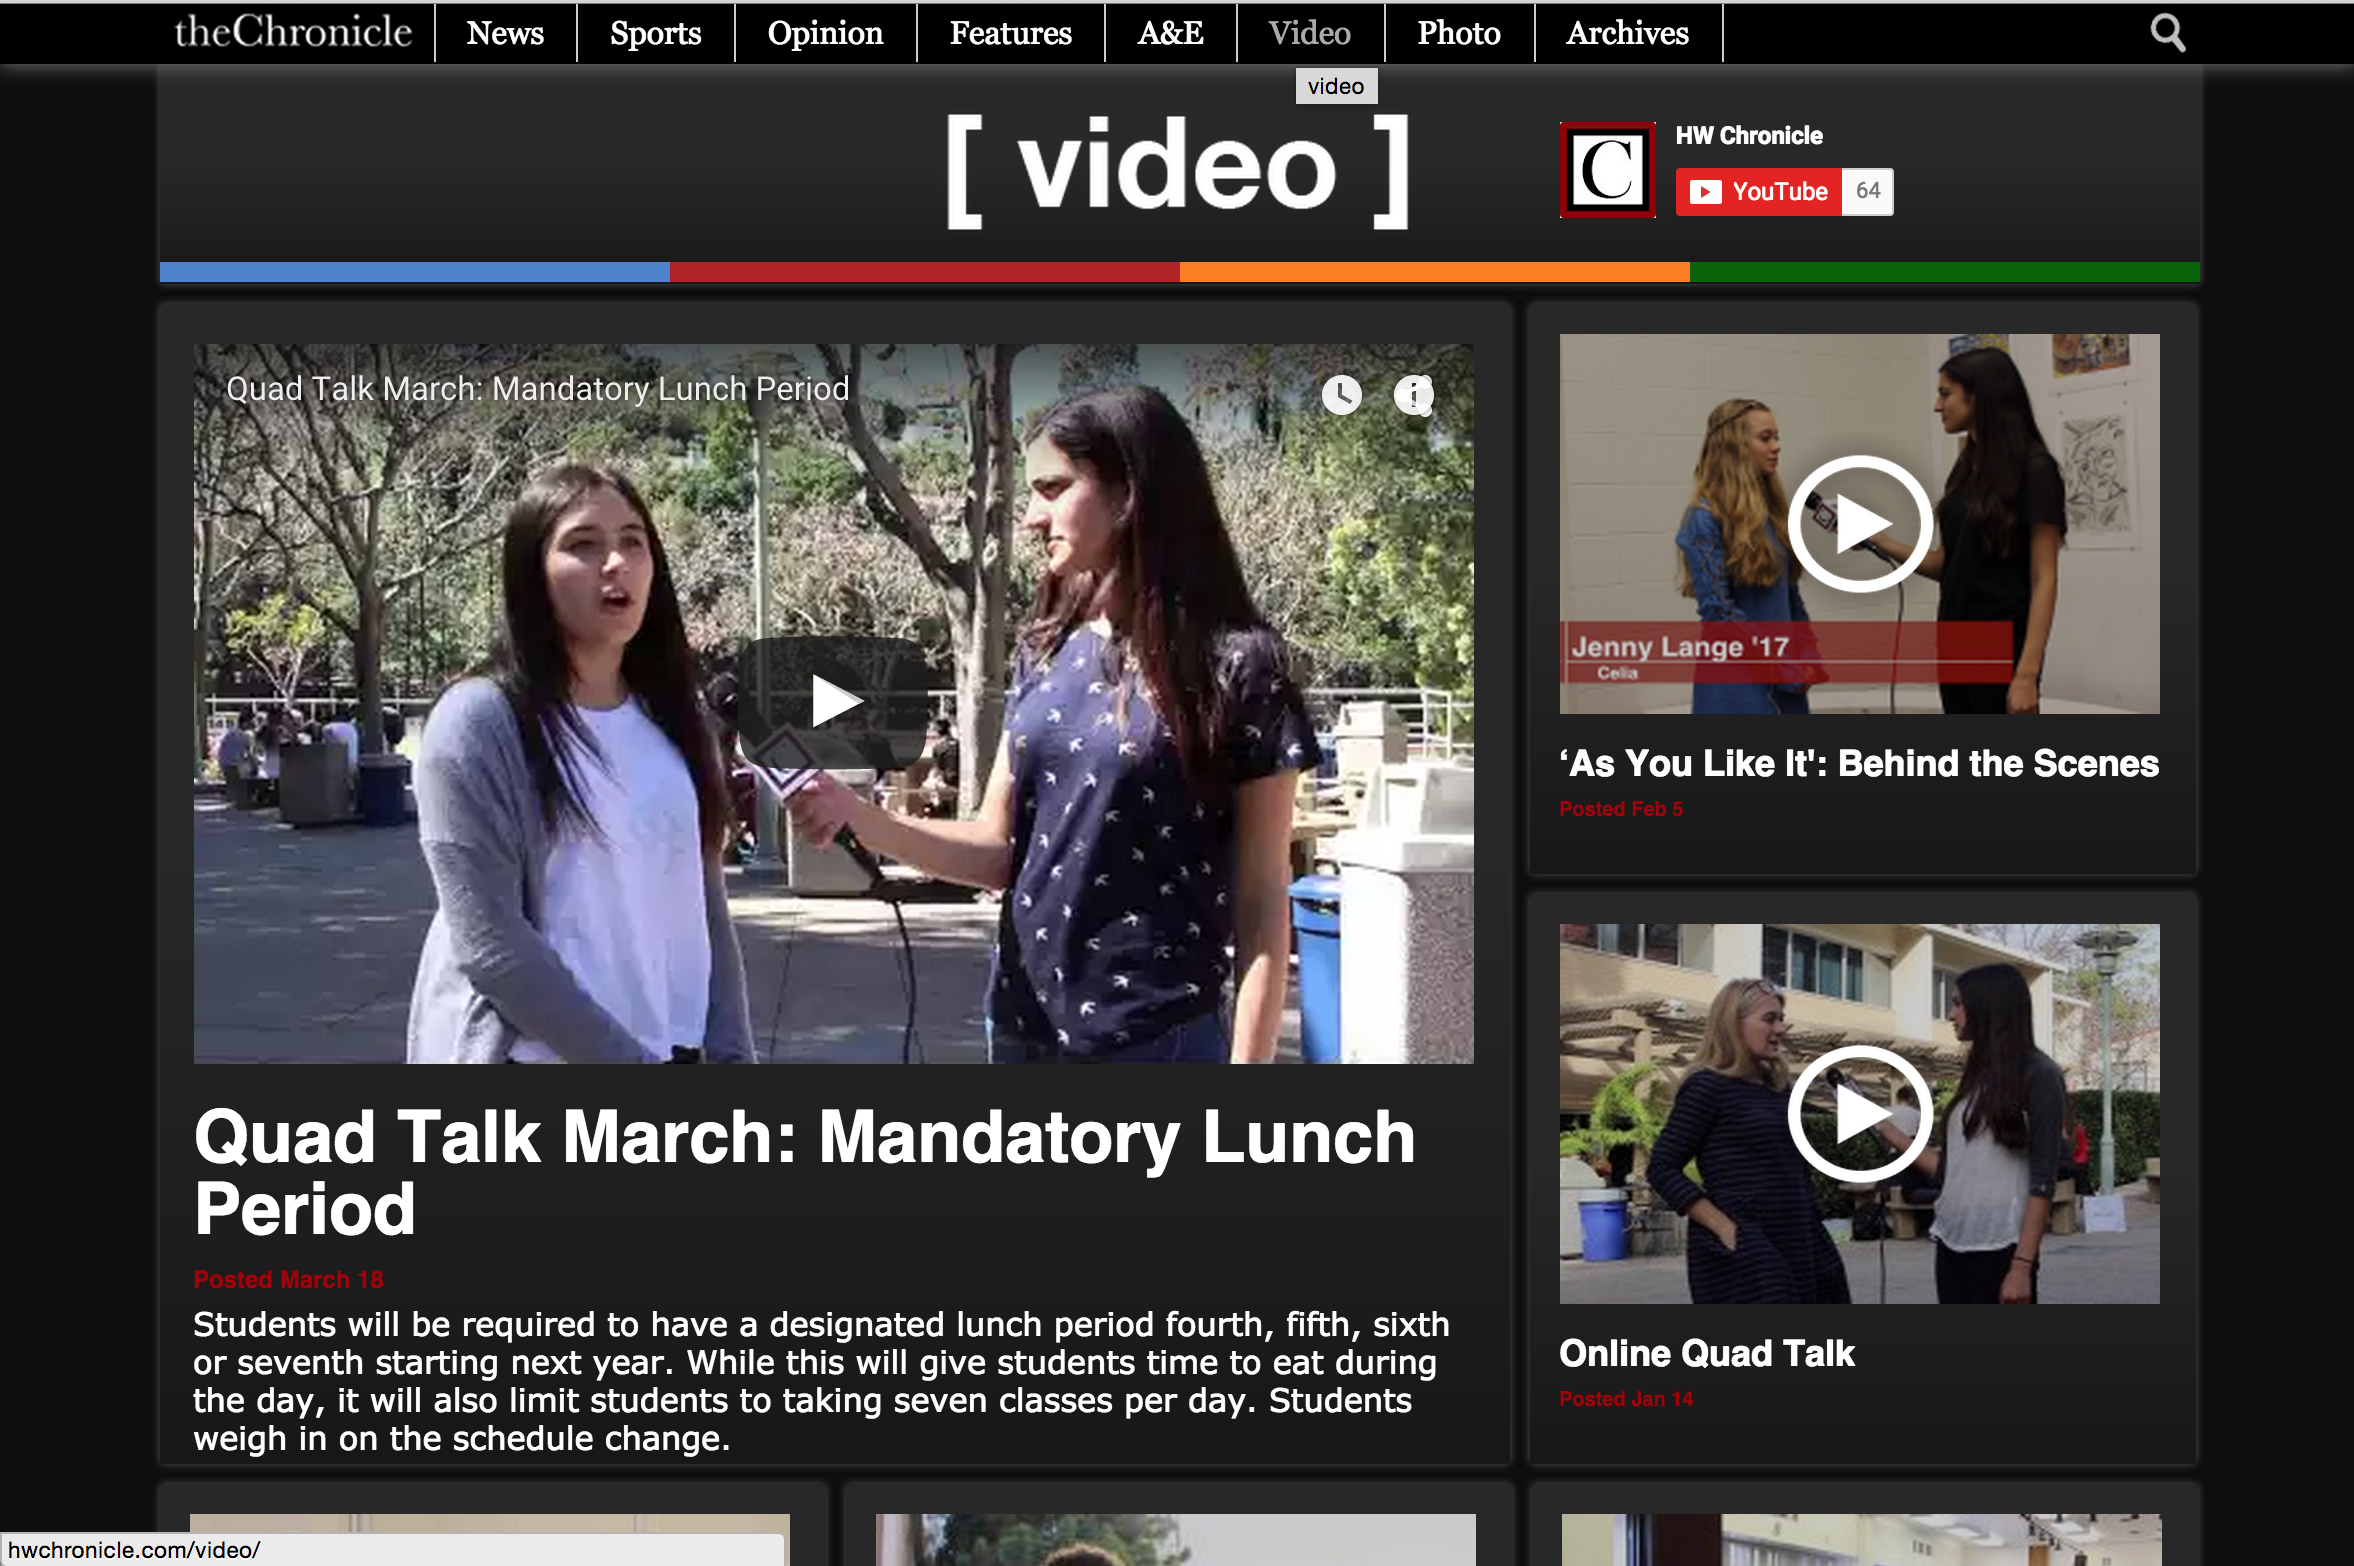 theChronicle News Sports Opinion Features A&E Video Photo Archives
video
[ video ]
C
HW Chronicle
YouTube 64
Quad Talk March: Mandatory Lunch Period
Quad Talk March: Mandatory Lunch
Period
Posted March 18
Students will be required to have a designated lunch period fourth, fifth, sixth
or seventh starting next year. While this will give students time to eat during
the day, it will also limit students to taking seven classes per day. Students
weigh in on the schedule change.
Jenny Lange '17
Celia
‘As You Like It': Behind the Scenes
Posted Feb 5
Online Quad Talk
Posted Jan 14
hwchronicle.com/video/